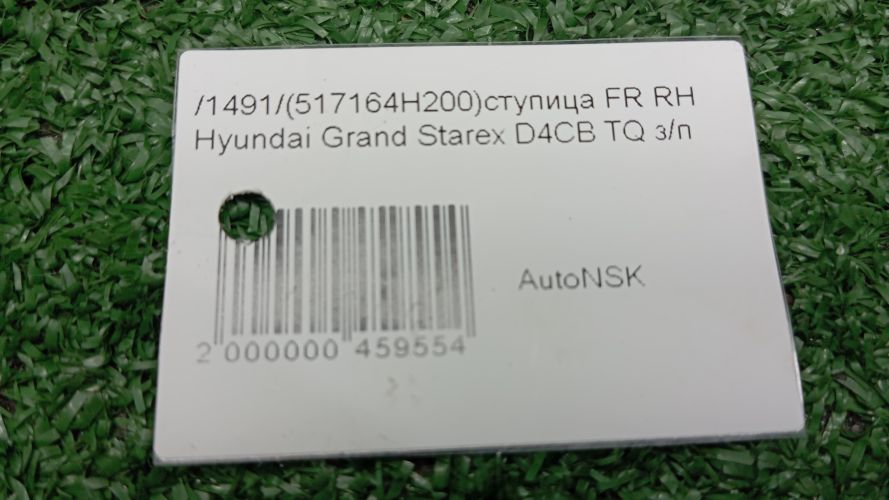 /1491/(517164H200)ступица FR RH
Hyundai Grand Starex D4CB TQ з/п
AutoNSK
2 000000 459554